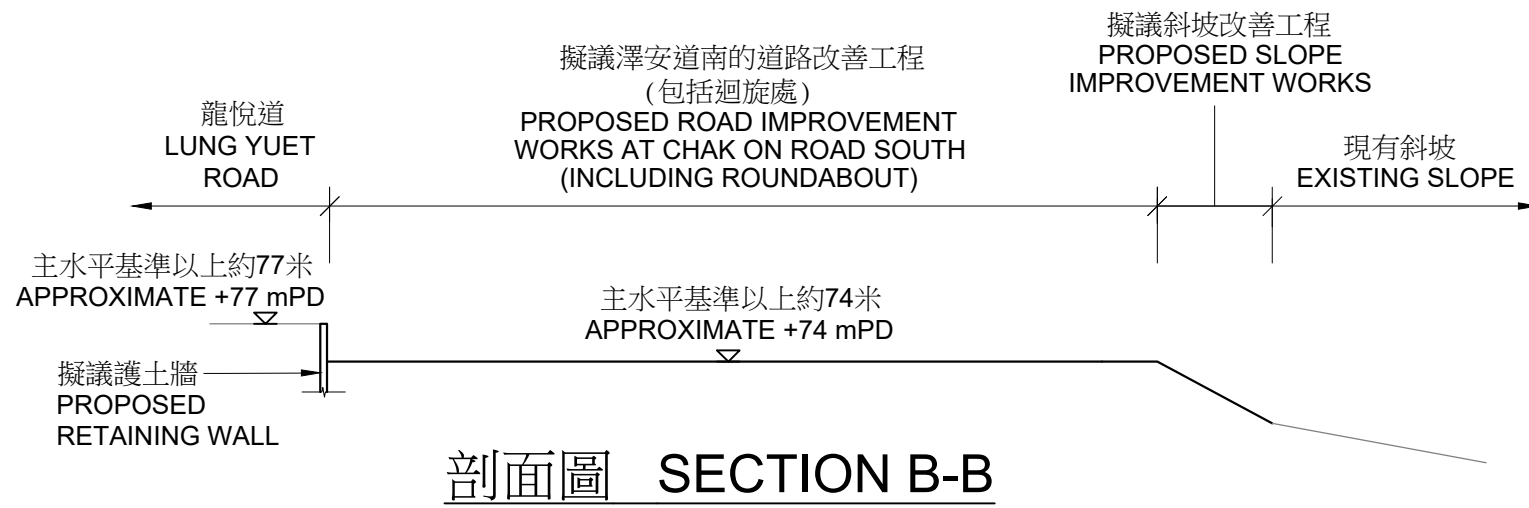 龍悅道
LUNG YUET
ROAD
擬議澤安道南的道路改善工程
(包括迴旋處)
PROPOSED ROAD IMPROVEMENT
WORKS AT CHAK ON ROAD SOUTH
(INCLUDING ROUNDABOUT)
擬議斜坡改善工程
PROPOSED SLOPE
IMPROVEMENT WORKS
現有斜坡
EXISTING SLOPE
主水平基準以上約77米
APPROXIMATE +77 mPD
主水平基準以上約74米
APPROXIMATE +74 mPD
擬議護土牆
PROPOSED
RETAINING WALL
剖面圖 SECTION B-B